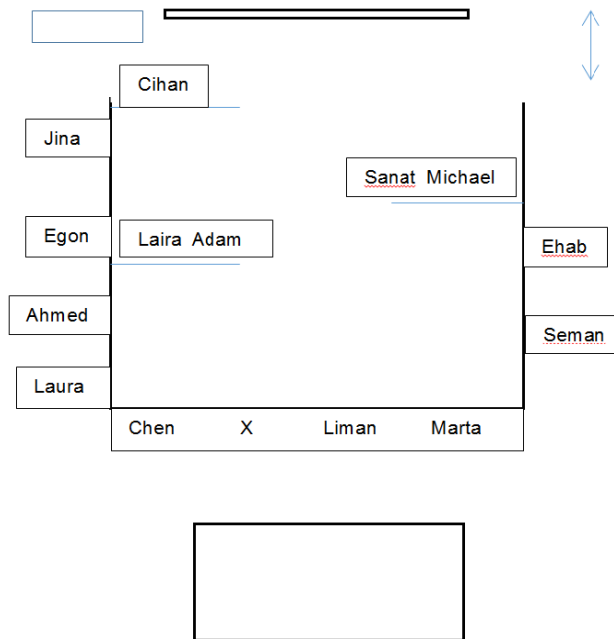 Cihan
Jina
Sanat Michael
Egon
Laira Adam
Ehab
Ahmed
Seman
Laura
Chen X Liman Marta